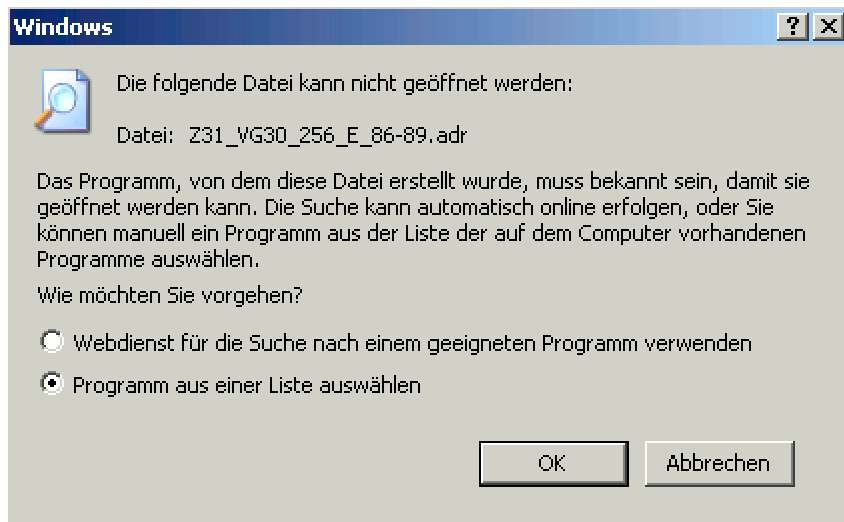 Windows
Die folgende Datei kann nicht geöffnet werden:
Datei: Z31_VG30_256_E_86-89.adr
Das Programm, von dem diese Datei erstellt wurde, muss bekannt sein, damit sie
geöffnet werden kann. Die Suche kann automatisch online erfolgen, oder Sie
können manuell ein Programm aus der Liste der auf dem Computer vorhandenen
Programme auswählen.
Wie möchten Sie vorgehen?
Webdienst für die Suche nach einem geeigneten Programm verwenden
Programm aus einer Liste auswählen
OK
Abbrechen